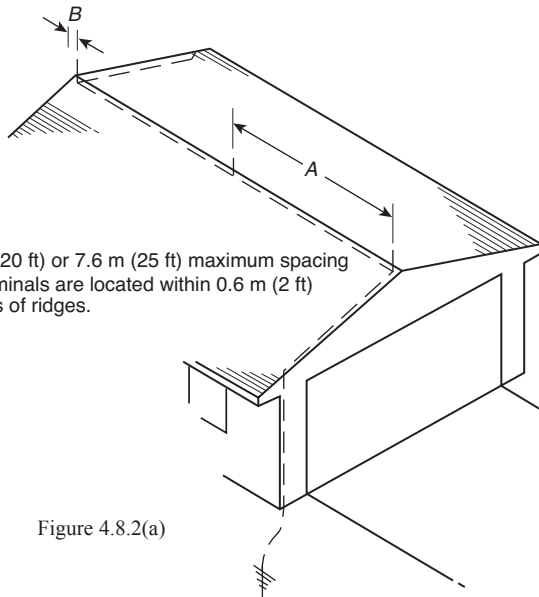 B
A
20 ft) or 7.6 m (25 ft) maximum spacing
minals are located within 0.6 m (2 ft)
s of ridges.
Figure 4.8.2(a)